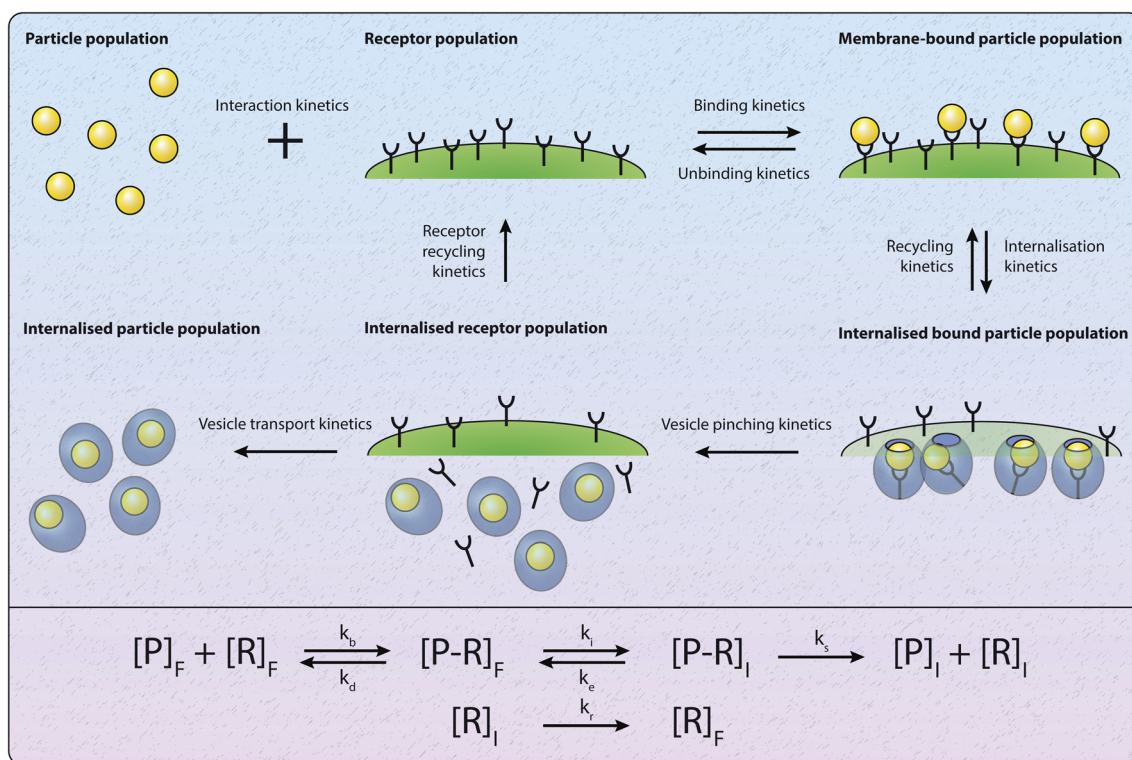 Particle population
Receptor population
Membrane-bound particle population
Interaction kinetics
+
Binding kinetics
Unbinding kinetics
Receptor
recycling
kinetics
Recycling
kinetics
Internalisation
kinetics
Internalised particle population
Internalised receptor population
Internalised bound particle population
Vesicle transport kinetics
Vesicle pinching kinetics
[P]F + [R]F kb kd [P-R]F ki ke [P-R]I ks [P]I + [R]I
[R]I kr [R]F